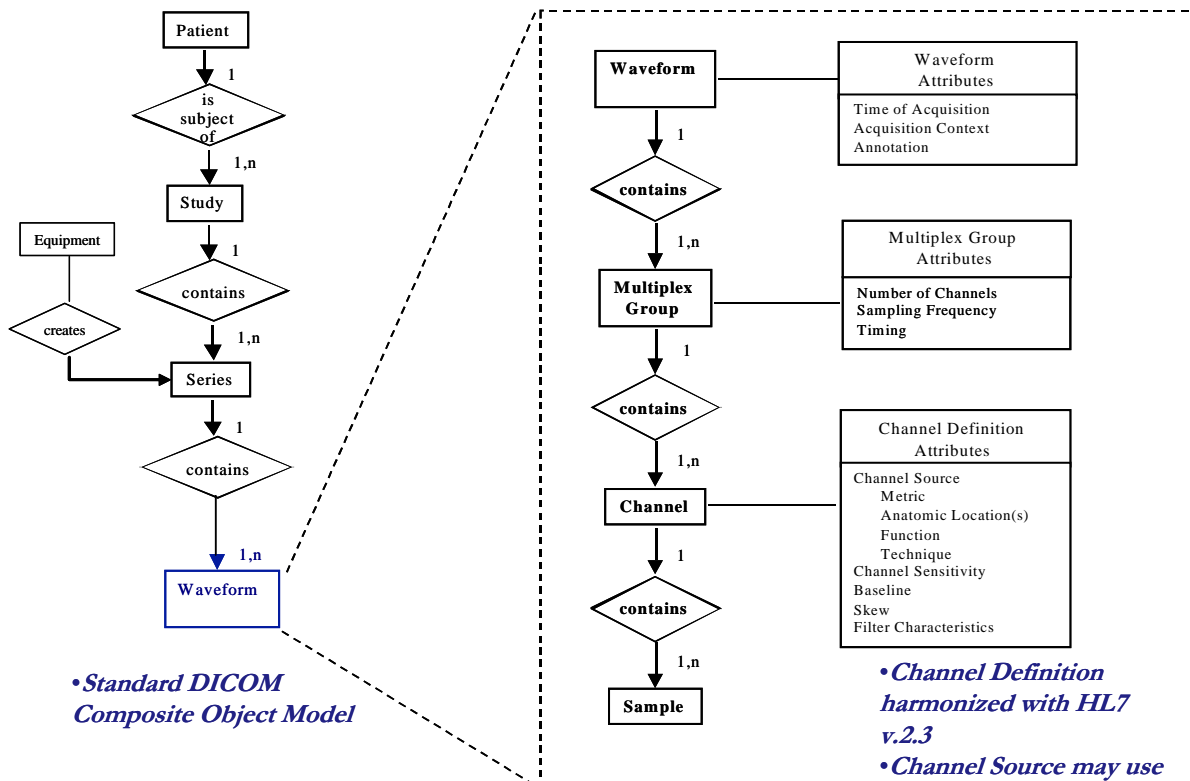 Patient
1
is
subject
of
1,n
Study
Equipment
1
contains
creates
1,n
Series
1
contains
1,n
Waveform
•Standard DICOM
Composite Object Model
Waveform
1
contains
1,n
Multiplex
Group
1
contains
1,n
Channel
1
contains
1,n
Sample
Waveform
Attributes
Time of Acquisition
Acquisition Context
Annotation
Multiplex Group
Attributes
Number of Channels
Sampling Frequency
Timing
Channel Definition
Attributes
Channel Source
Metric
Anatomic Location(s)
Function
Technique
Channel Sensitivity
Baseline
Skew
Filter Characteristics
•Channel Definition
harmonized with HL7
v.2.3
•Channel Source may use